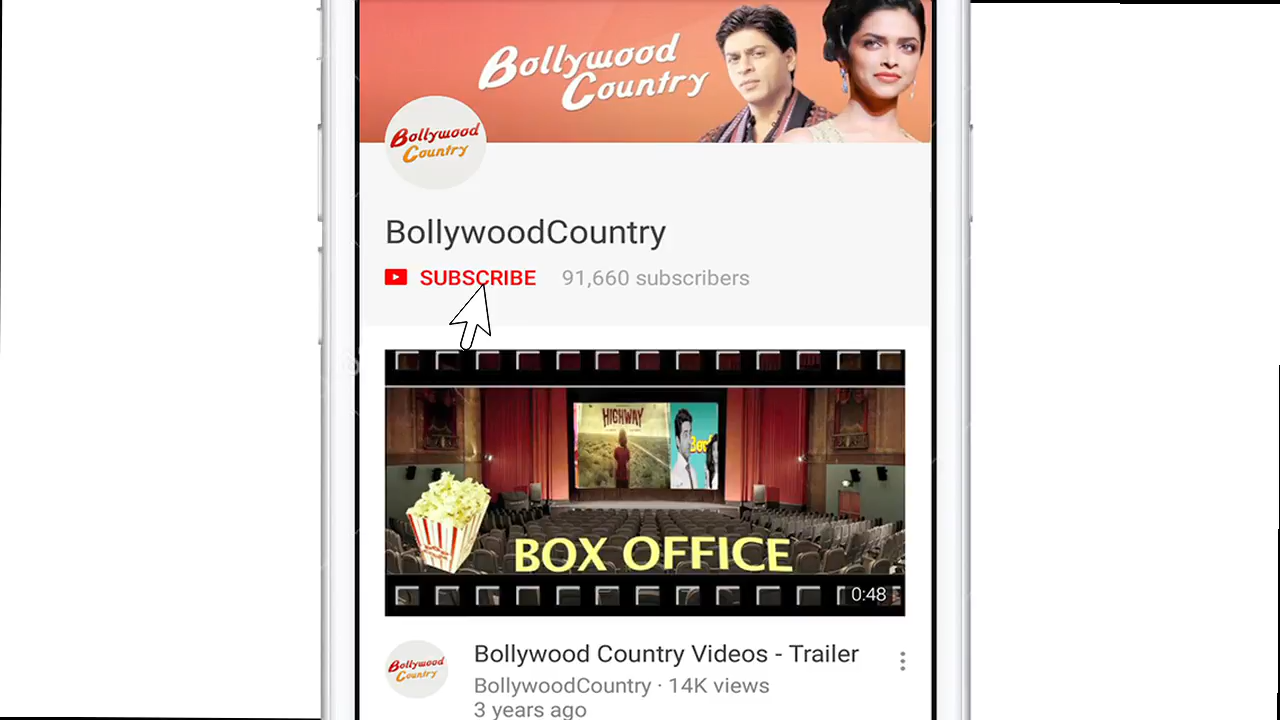 Bollywood
Country
Bollywood
Country
BollywoodCountry
SUBSCRIBE 91,660 subscribers
HIGHWAY
BOX OFFICE
0:48
Bollywood
Country
Bollywood Country Videos - Trailer
BollywoodCountry · 14K views
3 years ago